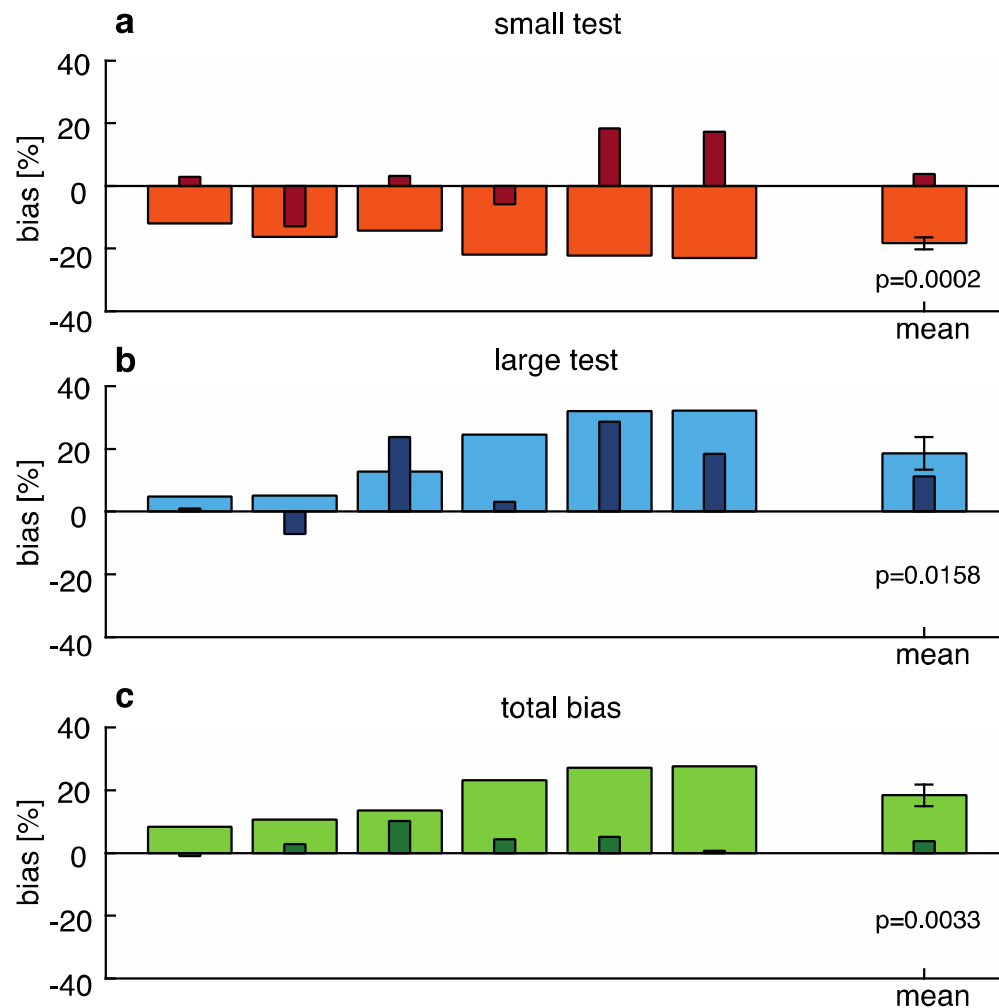 a
small test
40
20
0
-20
-40
bias [%]
p=0.0002
mean
b
large test
40
20
0
-20
-40
bias [%]
p=0.0158
mean
c
total bias
40
20
0
-20
-40
bias [%]
p=0.0033
mean